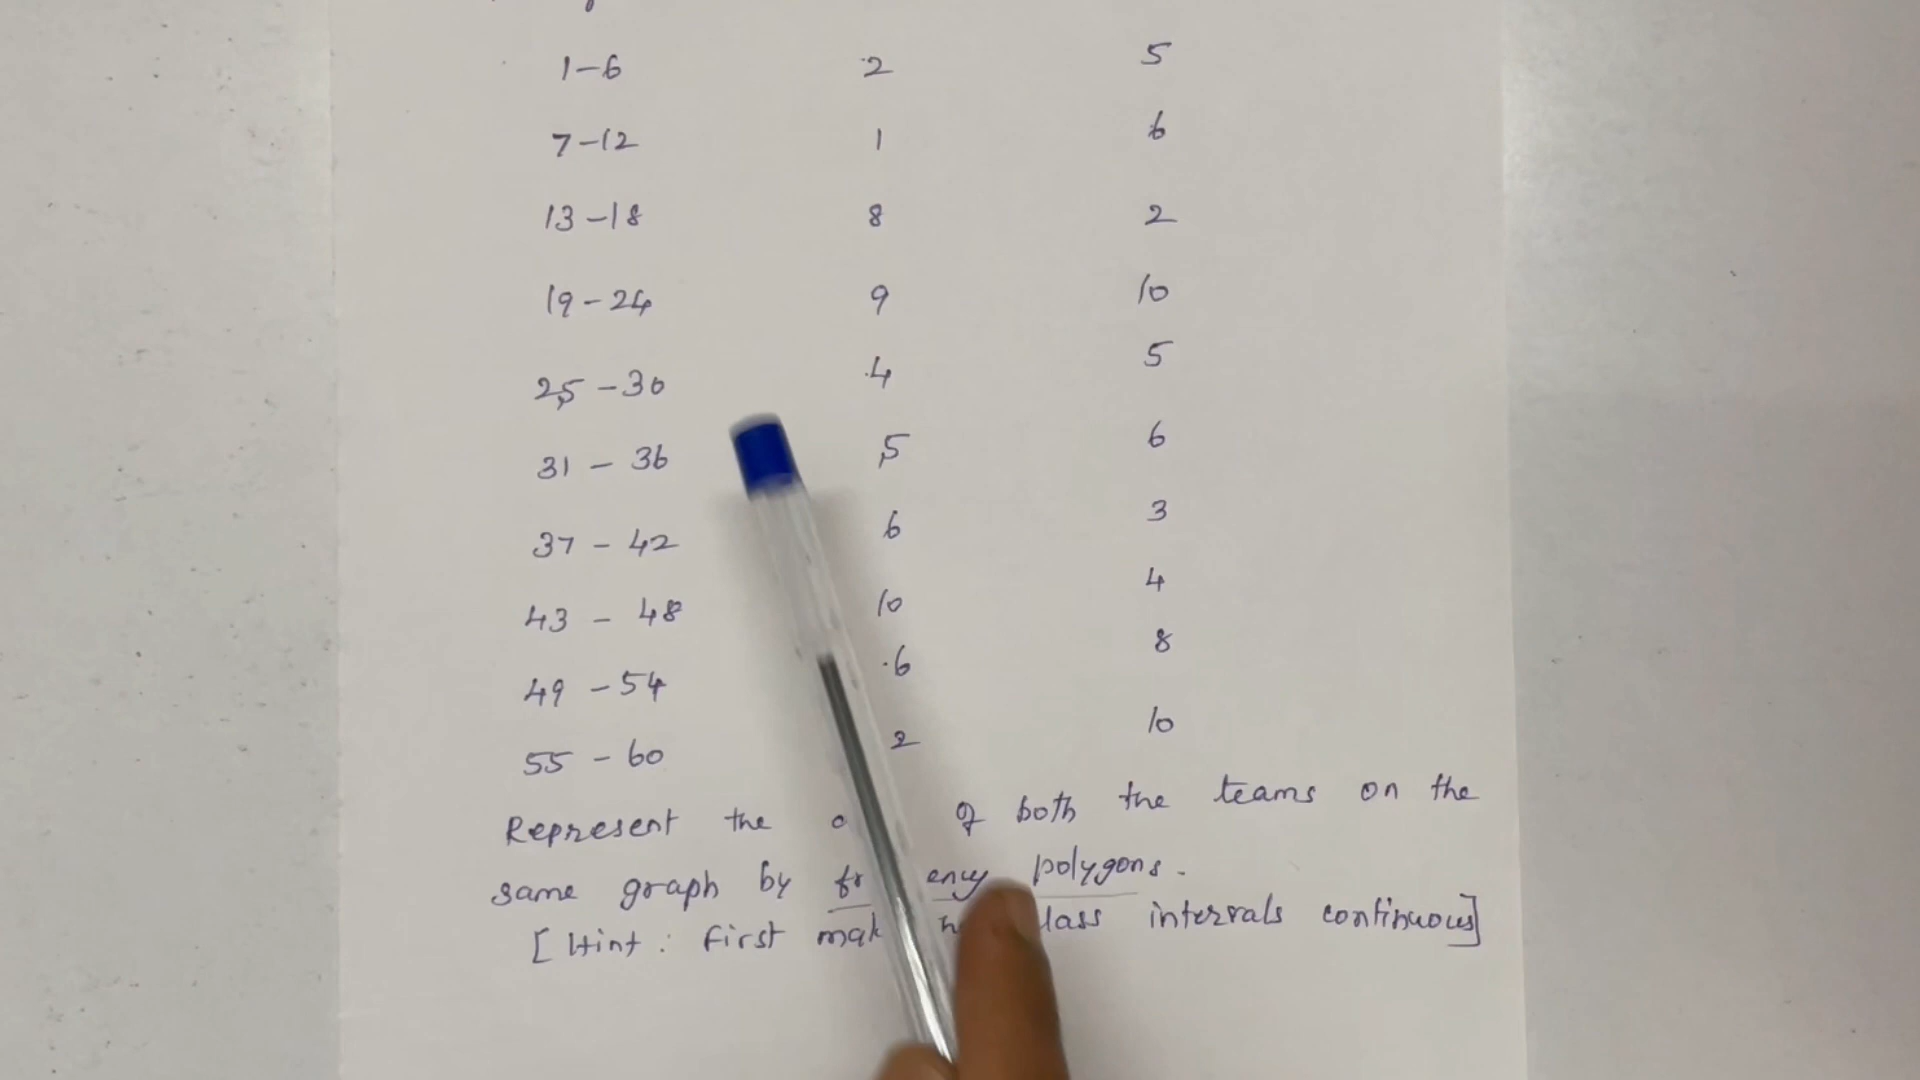 1-6 2 5
7-12 1 6
13-18 8 2
19-24 9 10
25-30 4 5
31-36 5 6
37-42 6 3
43-48 10 4
49-54 6 8
55-60 2 10
Represent the of both the teams on the
same graph by polygons.
[Hint: First intervals continuous]